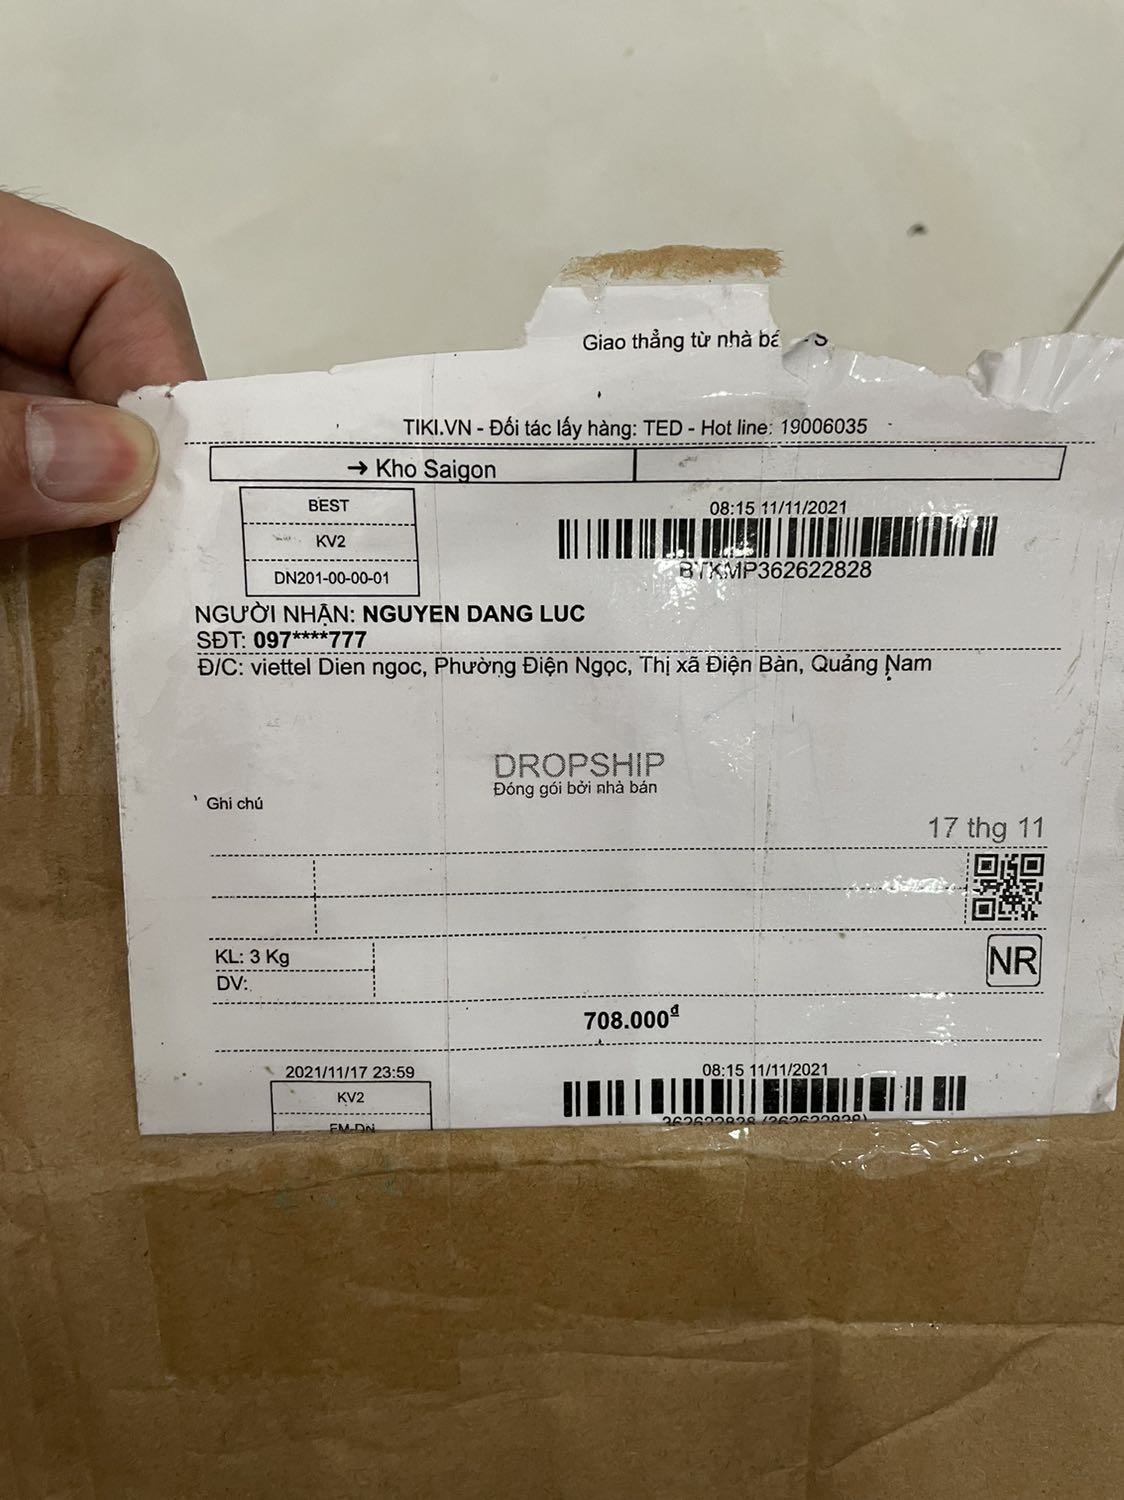 Giao thẳng từ nhà bá
TIKI.VN - Đối tác lấy hàng: TED - Hot line: 19006035
→ Kho Saigon
BEST
KV2
DN201-00-00-01
08:15 11/11/2021
BTKMP362622828
NGƯỜI NHẬN: NGUYEN DANG LUC
SĐT: 097****777
Đ/C: viettel Dien ngoc, Phường Điện Ngọc, Thị xã Điện Bàn, Quảng Nam
DROPSHIP
Đóng gói bởi nhà bán
Ghi chú
17 thg 11
KL: 3 Kg
DV:
NR
708.000đ
2021/11/17 23:59
KV2
FM-DN
08:15 11/11/2021
362622828 (362622828)